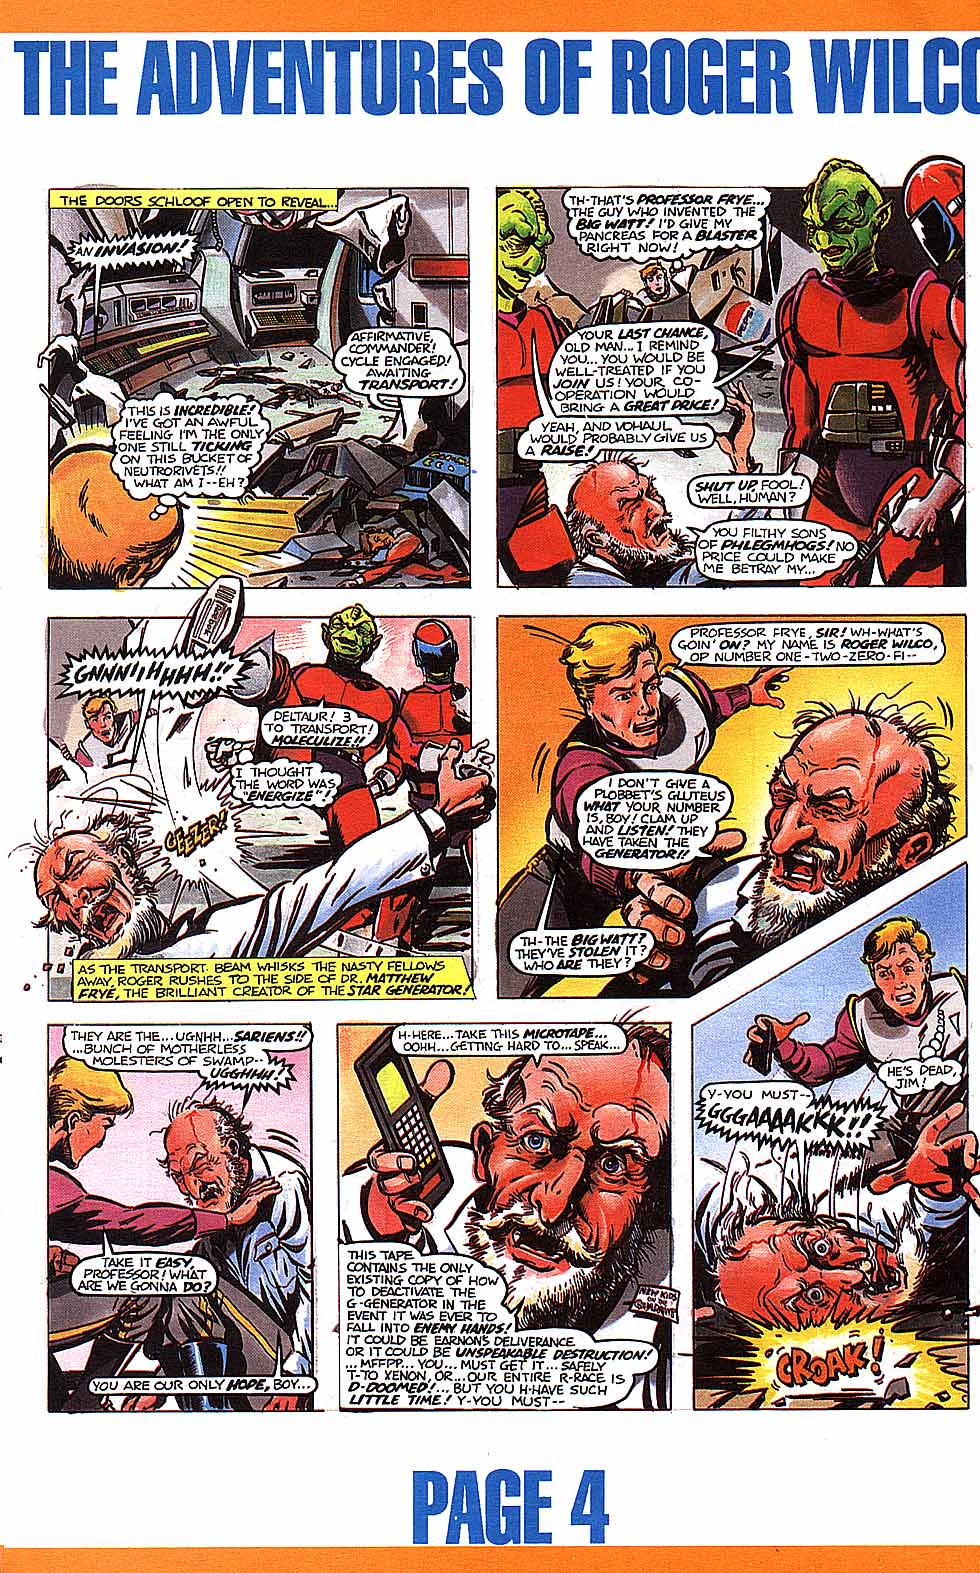 THE ADVENTURES OF ROGER WILCO
THE DOORS SCHLOOF OPEN TO REVEAL...
AN INVASION!
AFFIRMATIVE,
COMMANDER!
CYCLE ENGAGED!
AWAITING
TRANSPORT!
THIS IS INCREDIBLE!
I'VE GOT AN AWFUL
FEELING I'M THE ONLY
ONE STILL TICKING
ON THIS BUCKET OF
NEUTRORIVETS!!
WHAT AM I--EH?
TH-THAT'S PROFESSOR FRYE...
THE GUY WHO INVENTED THE
BIG WATT! I'D GIVE MY
PANCREAS FOR A BLASTER
RIGHT NOW!
PEPSI
YOUR LAST CHANCE,
OLD MAN... I REMIND
YOU... YOU WOULD BE
WELL-TREATED IF YOU
JOIN US! YOUR CO-
OPERATION WOULD
BRING A GREAT PRICE!
YEAH, AND VOHAUL
WOULD PROBABLY GIVE US
A RAISE!
SHUT UP, FOOL!
WELL, HUMAN?
YOU FILTHY SONS
OF PHLEGMHOGS! NO
PRICE COULD MAKE
ME BETRAY MY...
GNNNIIHHHH!!
DELTAUR! 3
TO TRANSPORT!
MOLECULIZE!!
I THOUGHT
THE WORD WAS
"ENERGIZE"!
GEEZER!
AS THE TRANSPORT BEAM WHISKS THE NASTY FELLOWS
AWAY, ROGER RUSHES TO THE SIDE OF DR. MATTHEW
FRYE, THE BRILLIANT CREATOR OF THE STAR GENERATOR!
PROFESSOR FRYE, SIR! WH-WHAT'S
GOIN' ON? MY NAME IS ROGER WILCO,
OP NUMBER ONE-TWO-ZERO-FI--
I DON'T GIVE A
PLOBBET'S GLUTEUS
WHAT YOUR NUMBER
IS, BOY! CLAM UP
AND LISTEN! THEY
HAVE TAKEN THE
GENERATOR!!
TH-THE BIG WATT?
THEY'VE STOLEN IT?
WHO ARE THEY?
THEY ARE THE...UGNHH...SARIENS!!
...BUNCH OF MOTHERLESS
MOLESTERS OF SWAMP--
UGGHHH!
TAKE IT EASY,
PROFESSOR! WHAT
ARE WE GONNA DO?
YOU ARE OUR ONLY HOPE, BOY...
H-HERE...TAKE THIS MICROTAPE...
OOHH...GETTING HARD TO...SPEAK...
THIS TAPE
CONTAINS THE ONLY
EXISTING COPY OF HOW
TO DEACTIVATE THE
G-GENERATOR IN THE
EVENT IT WAS EVER TO
FALL INTO ENEMY HANDS!
IT COULD BE EARNON'S DELIVERANCE
OR IT COULD BE UNSPEAKABLE DESTRUCTION!
...MFFPP...YOU...MUST GET IT...SAFELY
T-TO XENON, OR...OUR ENTIRE R-RACE IS
D-DOOMED!... BUT YOU H-HAVE SUCH
LITTLE TIME! Y-YOU MUST--
NEW KIDS
ON THE
HE'S DEAD,
JIM!
Y-YOU MUST--
GGGAAAAKKK!!
CROAK!
PAGE 4